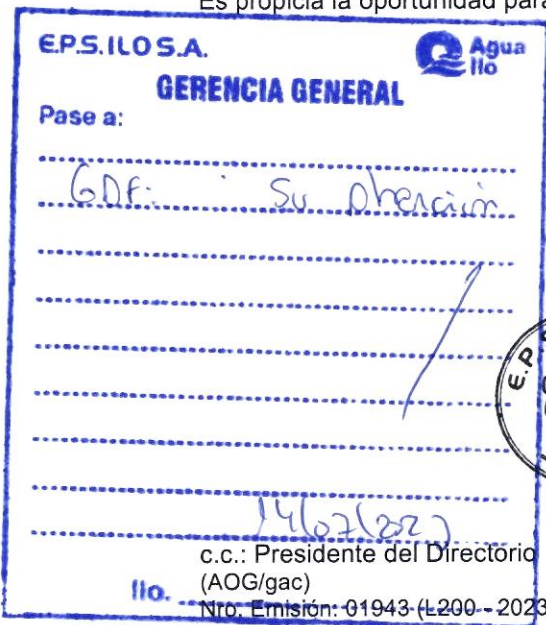 Es propicia la oportunidad para
E.P.S. ILO S.A.
Agua Ilo
GERENCIA GENERAL
Pase a:
GDF: Su atención
E.P.
14/07/202
c.c.: Presidente del Directorio
(AOG/gac)
Ilo.
Nro. Emisión: 01943 (L200 - 2023